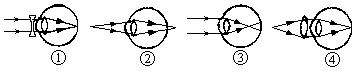 ① ② ③ ④